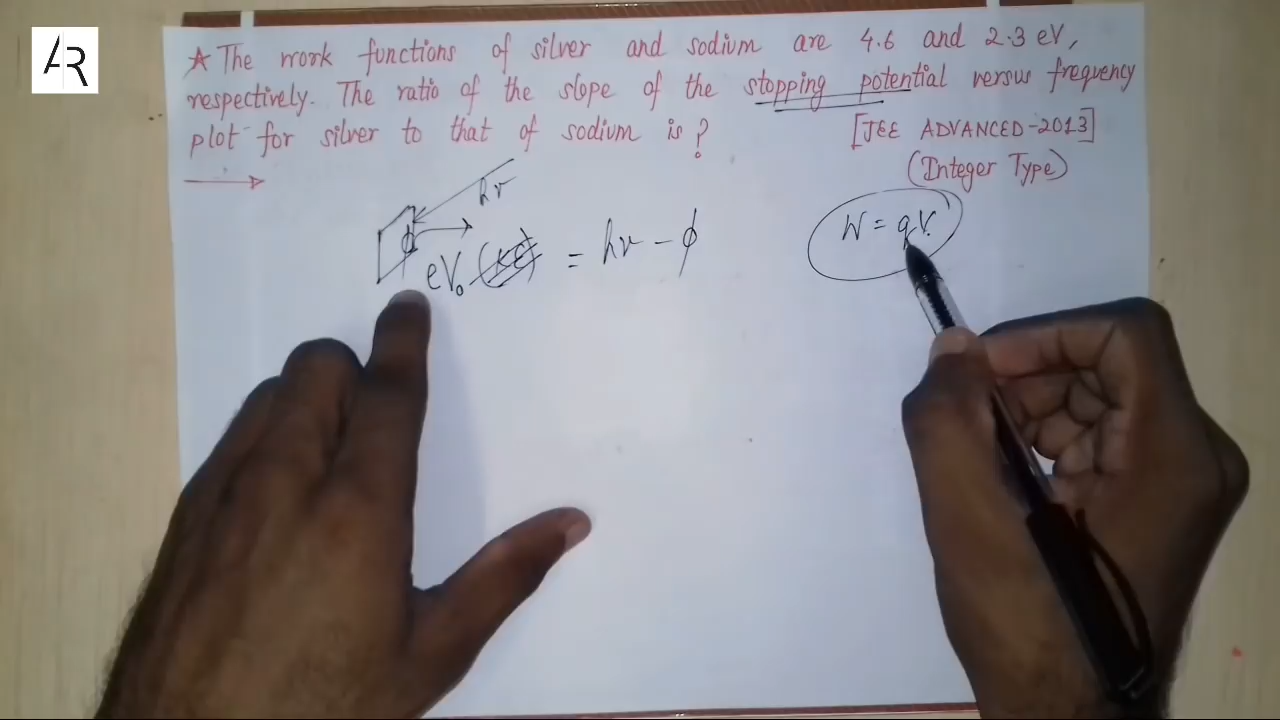 AR
☆ The work functions of silver and sodium are 4.6 and 2.3 eV,
respectively. The ratio of the slope of the stopping potential versus frequency
plot for silver to that of sodium is ?
[JEE ADVANCED-2013]
(Integer Type)
hν
ϕ
eV₀ (KE) = hν - ϕ
W = qV.